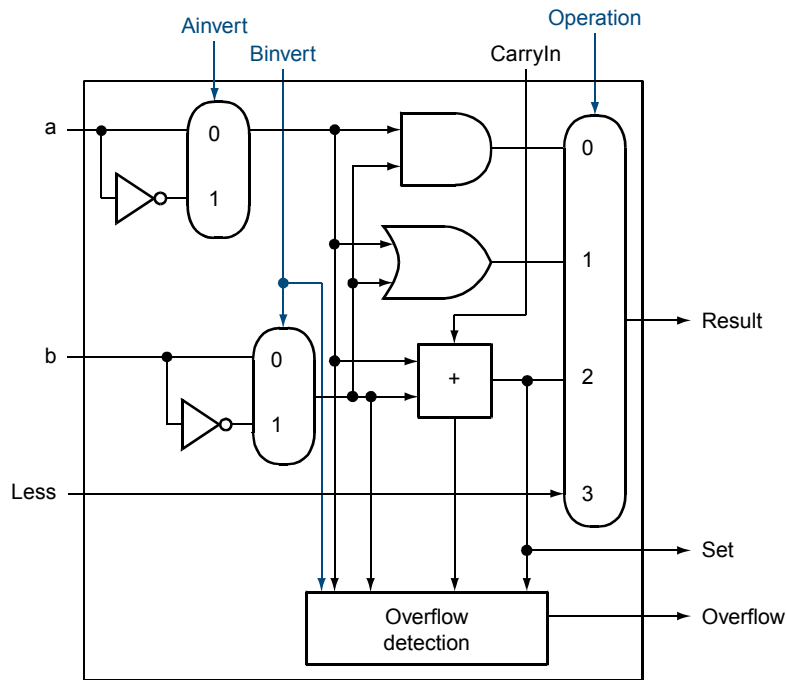 Operation
Ainvert
Binvert
CarryIn
a
0
0
1
1
Result
b
0
+
2
1
Less
3
Set
Overflow
detection
Overflow